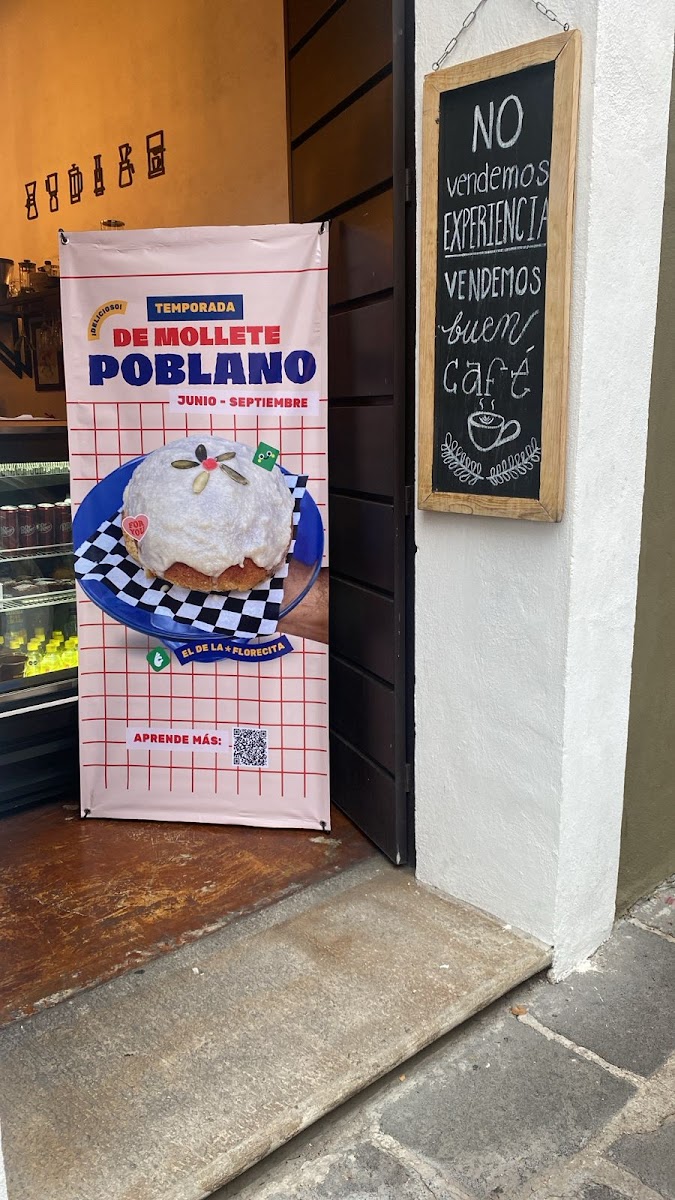 ¡DELICIOSO!
TEMPORADA
DE MOLLETE
POBLANO
JUNIO - SEPTIEMBRE
FOR
YOU
EL DE LA ★ FLORECITA
APRENDE MÁS:
NO
vendemos
EXPERIENCIA
VENDEMOS
buen
café